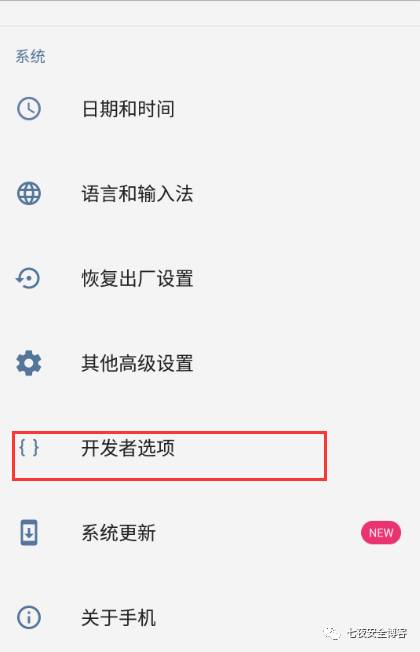 系统
日期和时间
语言和输入法
恢复出厂设置
其他高级设置
{ } 开发者选项
系统更新 NEW
关于手机
七夜安全博客